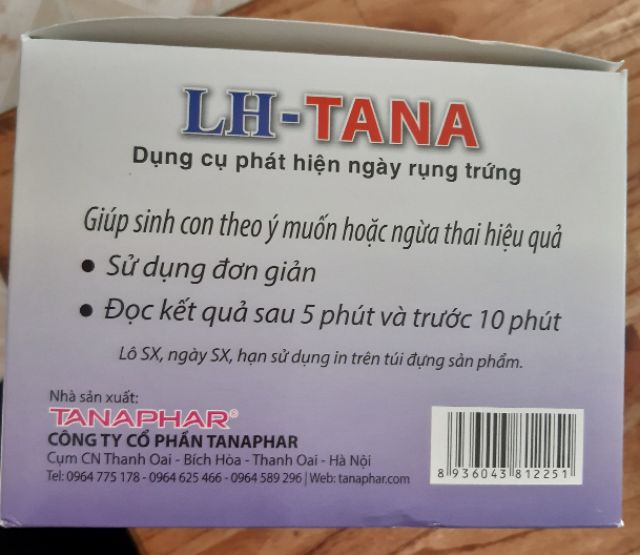 LH-TANA
Dụng cụ phát hiện ngày rụng trứng
Giúp sinh con theo ý muốn hoặc ngừa thai hiệu quả
● Sử dụng đơn giản
● Đọc kết quả sau 5 phút và trước 10 phút
Lô SX, ngày SX, hạn sử dụng in trên túi đựng sản phẩm.
Nhà sản xuất:
TANAPHAR®
CÔNG TY CỔ PHẦN TANAPHAR
Cụm CN Thanh Oai - Bích Hòa - Thanh Oai - Hà Nội
Tel: 0964 775 178 - 0964 625 466 - 0964 589 296 | Web: tanaphar.com
8 936043 812251